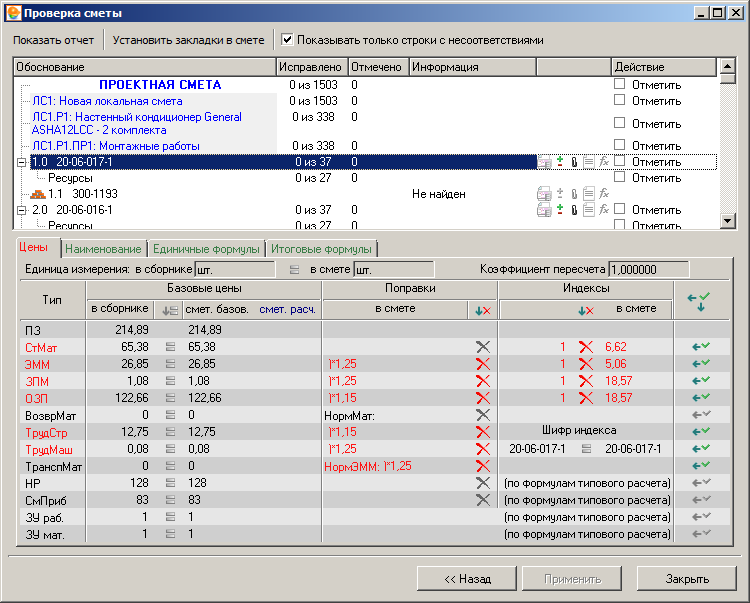 Проверка сметы
Показать отчет Установить закладки в смете Показывать только строки с несоответствиями
Обоснование Исправлено Отмечено Информация Действие
ПРОЕКТНАЯ СМЕТА 0 из 1503 0 Отметить
ЛС1: Новая локальная смета 0 из 1503 0 Отметить
ЛС1.Р1: Настенный кондиционер General 0 из 338 0 Отметить
ASHA12LCC - 2 комплекта
ЛС1.Р1.ПР1: Монтажные работы 0 из 338 0 Отметить
1.0 20-06-017-1 0 из 37 0 fx Отметить
Ресурсы 0 из 27 0 Отметить
1.1 300-1193 Не найден fx
2.0 20-06-016-1 0 из 37 0 fx Отметить
Ресурсы 0 из 27 0 Отметить
Цены Наименование Единичные формулы Итоговые формулы
Единица измерения: в сборнике шт. в смете шт. Коэффициент пересчета 1,000000
Тип Базовые цены Поправки Индексы
в сборнике смет. базов. смет. расч. в смете в смете
ПЗ 214,89 214,89
СтМат 65,38 65,38 1 6,62
ЭММ 26,85 26,85 )*1,25 1 5,06
ЗПМ 1,08 1,08 )*1,25 1 18,57
ОЗП 122,66 122,66 )*1,15 1 18,57
ВозврМат 0 0 НормМат:
ТрудСтр 12,75 12,75 )*1,15 Шифр индекса
ТрудМаш 0,08 0,08 )*1,25 20-06-017-1 20-06-017-1
ТранспМат 0 0 НормЭММ: )*1,25
НР 128 128 (по формулам типового расчета)
СмПриб 83 83 (по формулам типового расчета)
ЗУ раб. 1 1 (по формулам типового расчета)
ЗУ мат. 1 1 (по формулам типового расчета)
<< Назад Применить Закрыть